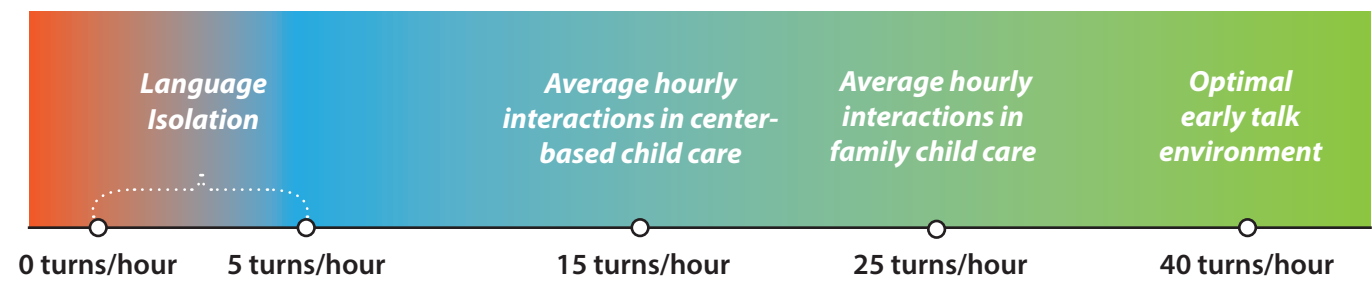 Language
Isolation
Average hourly
interactions in center-
based child care
Average hourly
interactions in
family child care
Optimal
early talk
environment
0 turns/hour
5 turns/hour
15 turns/hour
25 turns/hour
40 turns/hour